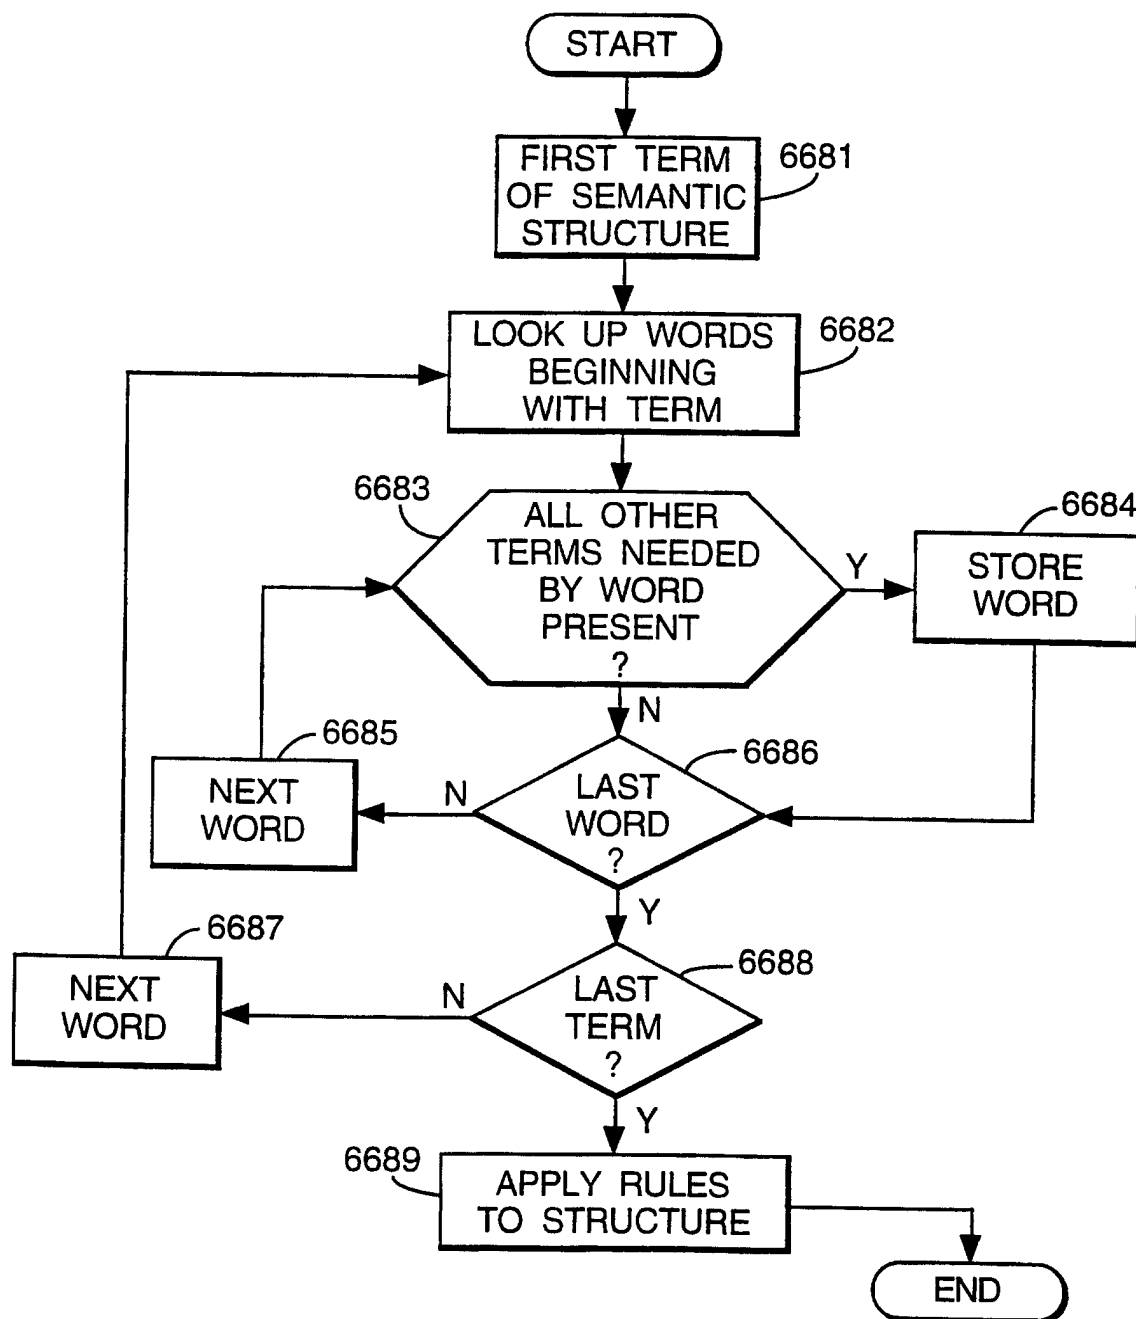 START
FIRST TERM
OF SEMANTIC
STRUCTURE
6681
LOOK UP WORDS
BEGINNING
WITH TERM
6682
6683
ALL OTHER
TERMS NEEDED
BY WORD
PRESENT
?
Y
6684
STORE
WORD
N
6685
NEXT
WORD
N
6686
LAST
WORD
?
Y
6687
NEXT
WORD
N
6688
LAST
TERM
?
Y
6689
APPLY RULES
TO STRUCTURE
END